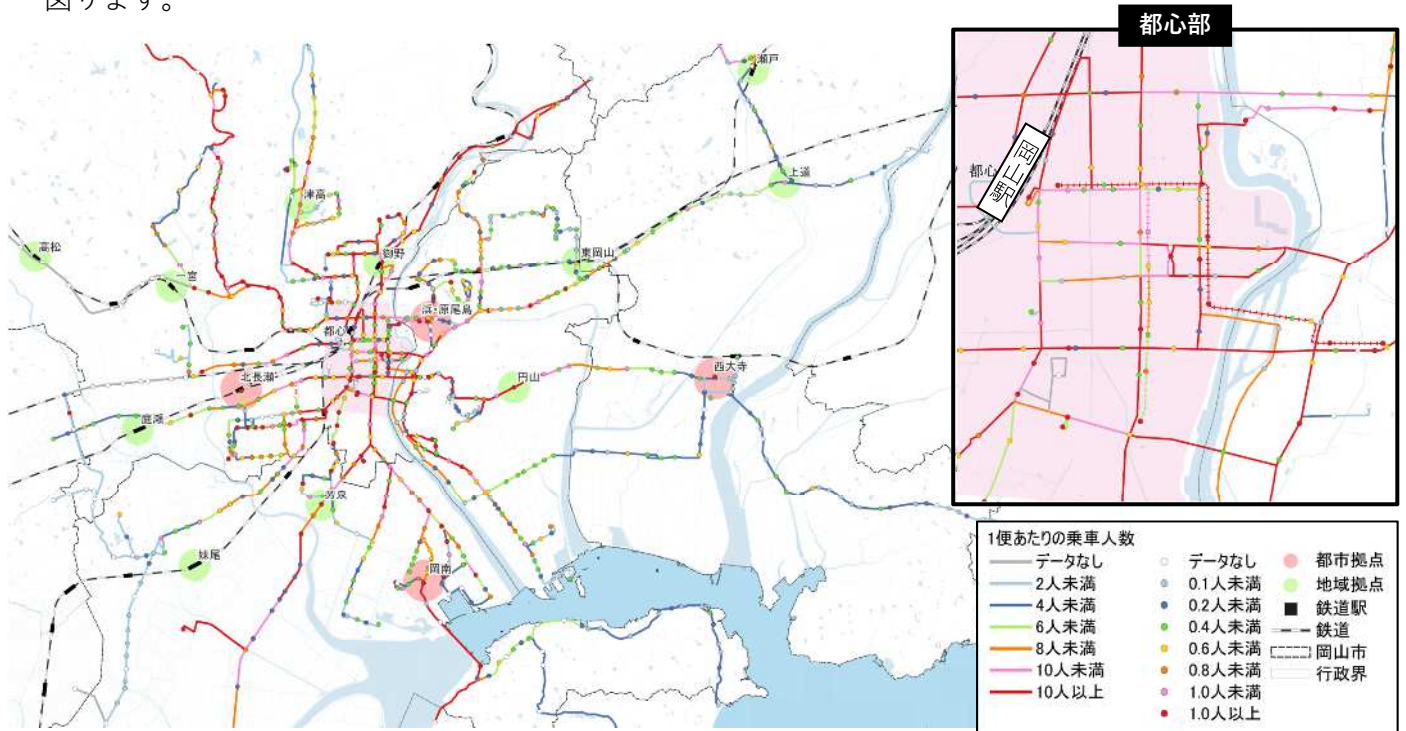 図ります。
都心部
瀬戸
上道
津高
高松
一宮
御野
東岡山
浜・原尾島
都心
北長瀬
円山
西大寺
庭瀬
芳泉
妹尾
岡南
都心
岡山駅
1便あたりの乗車人数
データなし
2人未満
4人未満
6人未満
8人未満
10人未満
10人以上
データなし
0.1人未満
0.2人未満
0.4人未満
0.6人未満
0.8人未満
1.0人未満
1.0人以上
都市拠点
地域拠点
鉄道駅
鉄道
岡山市
行政界